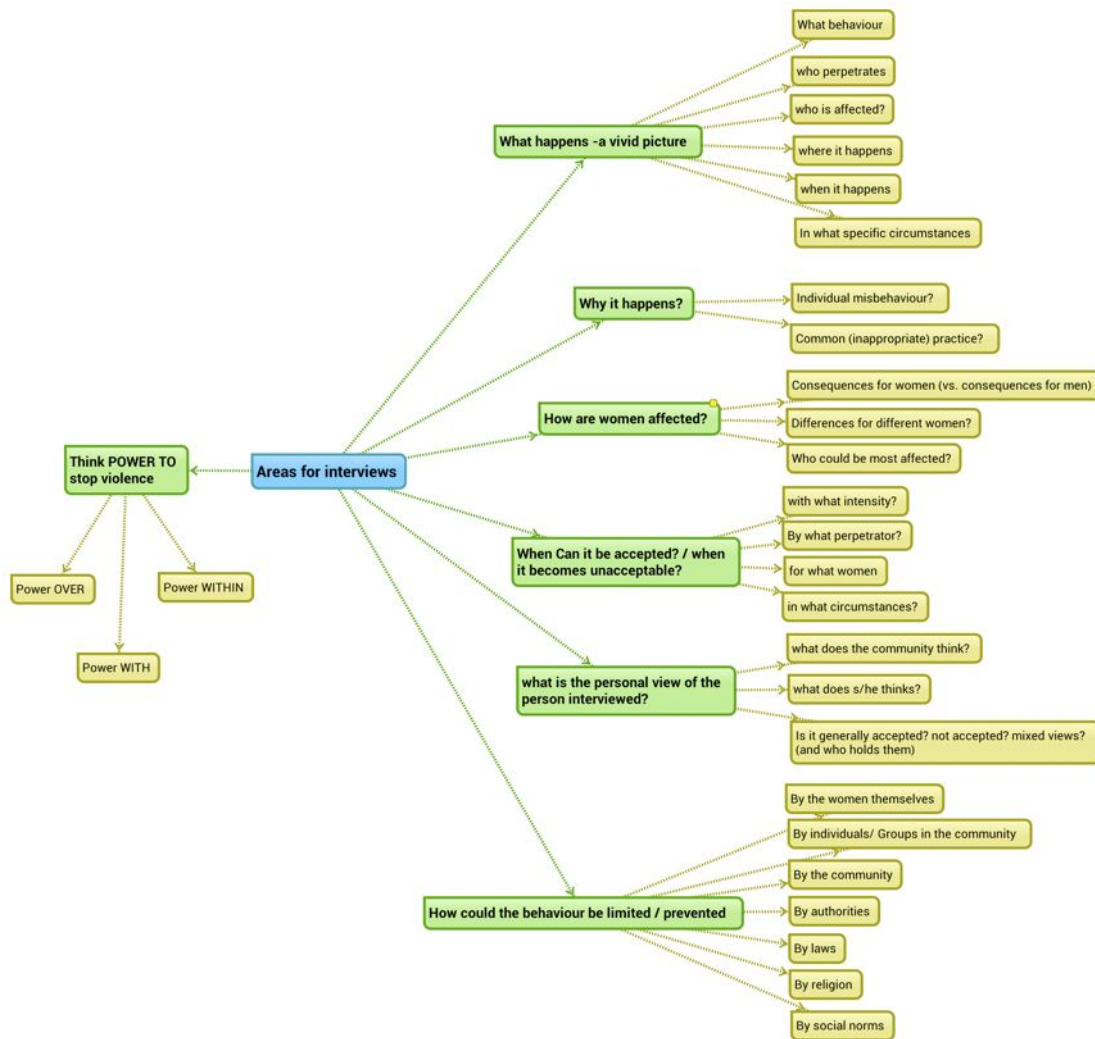 What behaviour
who perpetrates
who is affected?
What happens -a vivid picture
where it happens
when it happens
In what specific circumstances
Why it happens?
Individual misbehaviour?
Common (inappropriate) practice?
How are women affected?
Consequences for women (vs. consequences for men)
Differences for different women?
Who could be most affected?
Think POWER TO
stop violence
Areas for interviews
Power OVER
Power WITHIN
Power WITH
When Can it be accepted? / when
it becomes unacceptable?
with what intensity?
By what perpetrator?
for what women
in what circumstances?
what is the personal view of the
person interviewed?
what does the community think?
what does s/he thinks?
Is it generally accepted? not accepted? mixed views?
(and who holds them)
How could the behaviour be limited / prevented
By the women themselves
By individuals/ Groups in the community
By the community
By authorities
By laws
By religion
By social norms